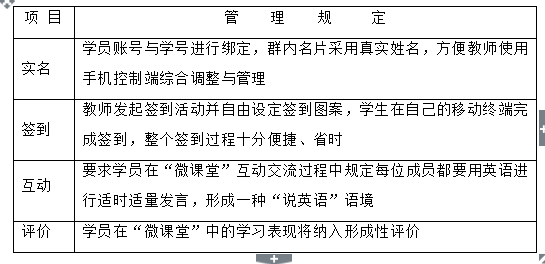 项 目 管 理 规 定
实名 学员账号与学号进行绑定，群内名片采用真实姓名，方便教师使用
手机控制端综合调整与管理
签到 教师发起签到活动并自由设定签到图案，学生在自己的移动终端完
成签到，整个签到过程十分便捷、省时
互动 要求学员在“微课堂”互动交流过程中规定每位成员都要用英语进
行适时适量发言，形成一种“说英语”语境
评价 学员在“微课堂”中的学习表现将纳入形成性评价